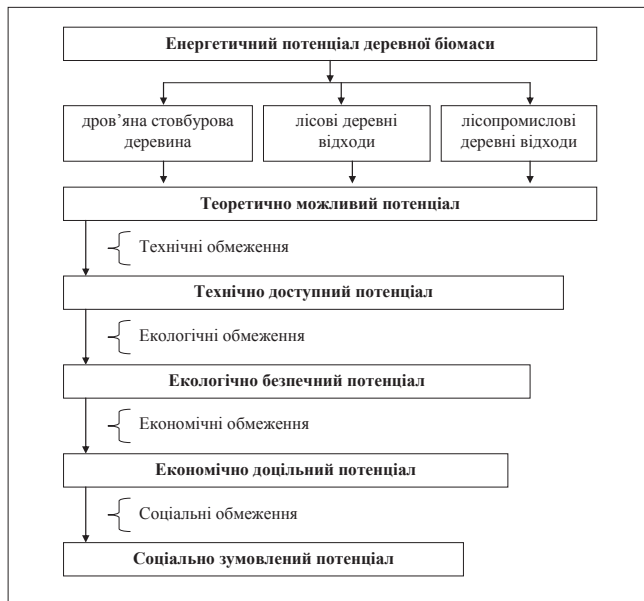 Енергетичний потенціал деревної біомаси
дров’яна стовбурова
деревина
лісові деревні
відходи
лісопромислові
деревні відходи
Теоретично можливий потенціал
Технічні обмеження
Технічно доступний потенціал
Екологічні обмеження
Екологічно безпечний потенціал
Економічні обмеження
Економічно доцільний потенціал
Соціальні обмеження
Соціально зумовлений потенціал